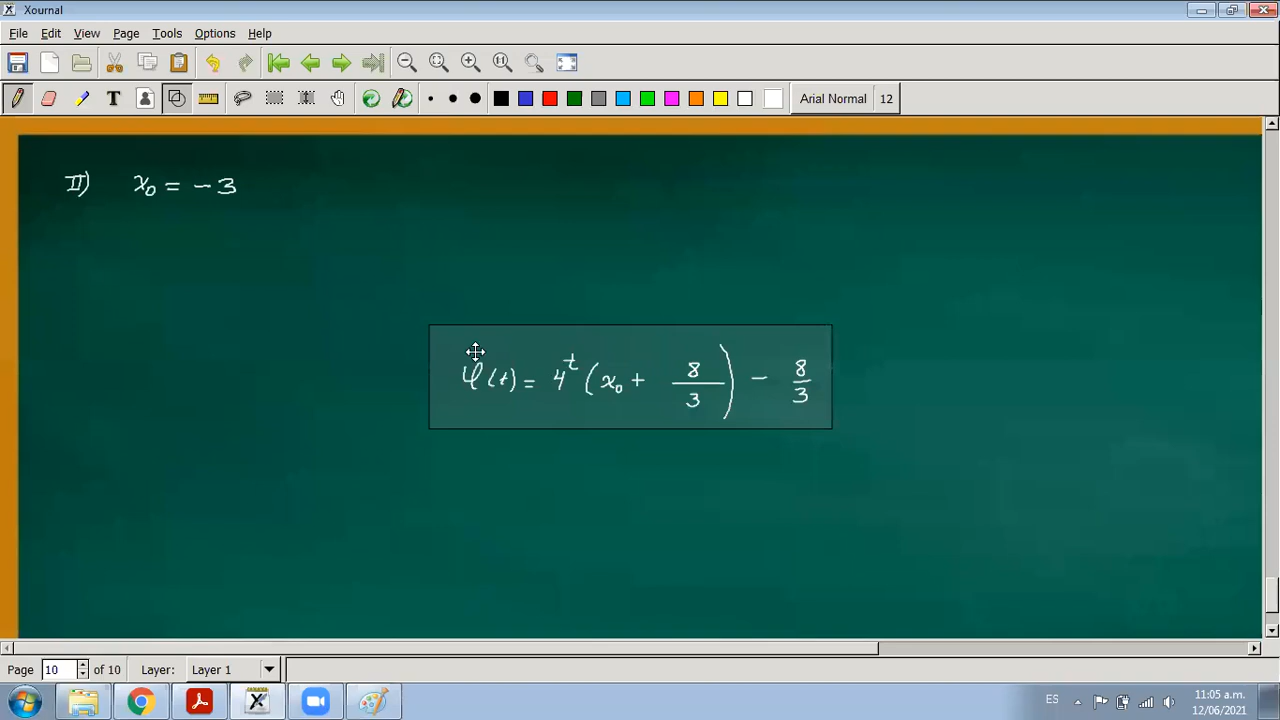 Xournal
File Edit View Page Tools Options Help
Arial Normal 12
II) x₀ = -3
φ(t) = 4^t (x₀ + 8/3) - 8/3
Page 10 of 10 Layer: Layer 1
ES 11:05 a.m.
12/06/2021